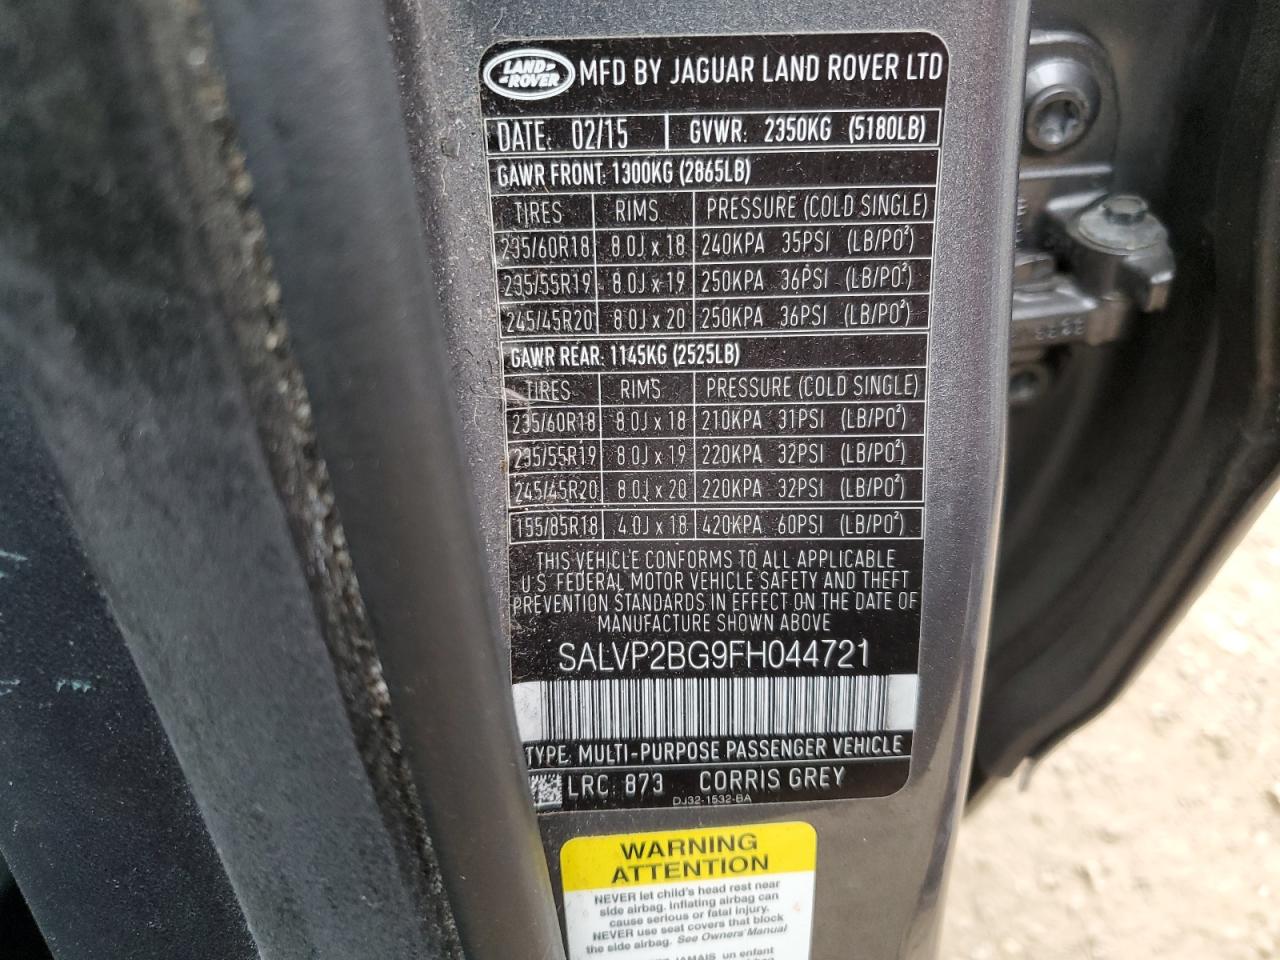 LAND ROVER MFD BY JAGUAR LAND ROVER LTD
DATE: 02/15 GVWR: 2350KG (5180LB)
GAWR FRONT: 1300KG (2865LB)
TIRES RIMS PRESSURE (COLD SINGLE)
235/60R18 8.0J x 18 240KPA 35PSI (LB/PO²)
235/55R19 8.0J x 19 250KPA 36PSI (LB/PO²)
245/45R20 8.0J x 20 250KPA 36PSI (LB/PO²)
GAWR REAR: 1145KG (2525LB)
TIRES RIMS PRESSURE (COLD SINGLE)
235/60R18 8.0J x 18 210KPA 31PSI (LB/PO²)
235/55R19 8.0J x 19 220KPA 32PSI (LB/PO²)
245/45R20 8.0J x 20 220KPA 32PSI (LB/PO²)
155/85R18 4.0J x 18 420KPA 60PSI (LB/PO²)
THIS VEHICLE CONFORMS TO ALL APPLICABLE
U.S. FEDERAL MOTOR VEHICLE SAFETY AND THEFT
PREVENTION STANDARDS IN EFFECT ON THE DATE OF
MANUFACTURE SHOWN ABOVE
SALVP2BG9FH044721
TYPE: MULTI-PURPOSE PASSENGER VEHICLE
LRC: 873 CORRIS GREY
DJ32-1532-BA
WARNING
ATTENTION
NEVER let child's head rest near
side airbag. Inflating airbag can
cause serious or fatal injury.
NEVER use seat covers that block
the side airbag. See Owners' Manual
JAMAIS un enfant